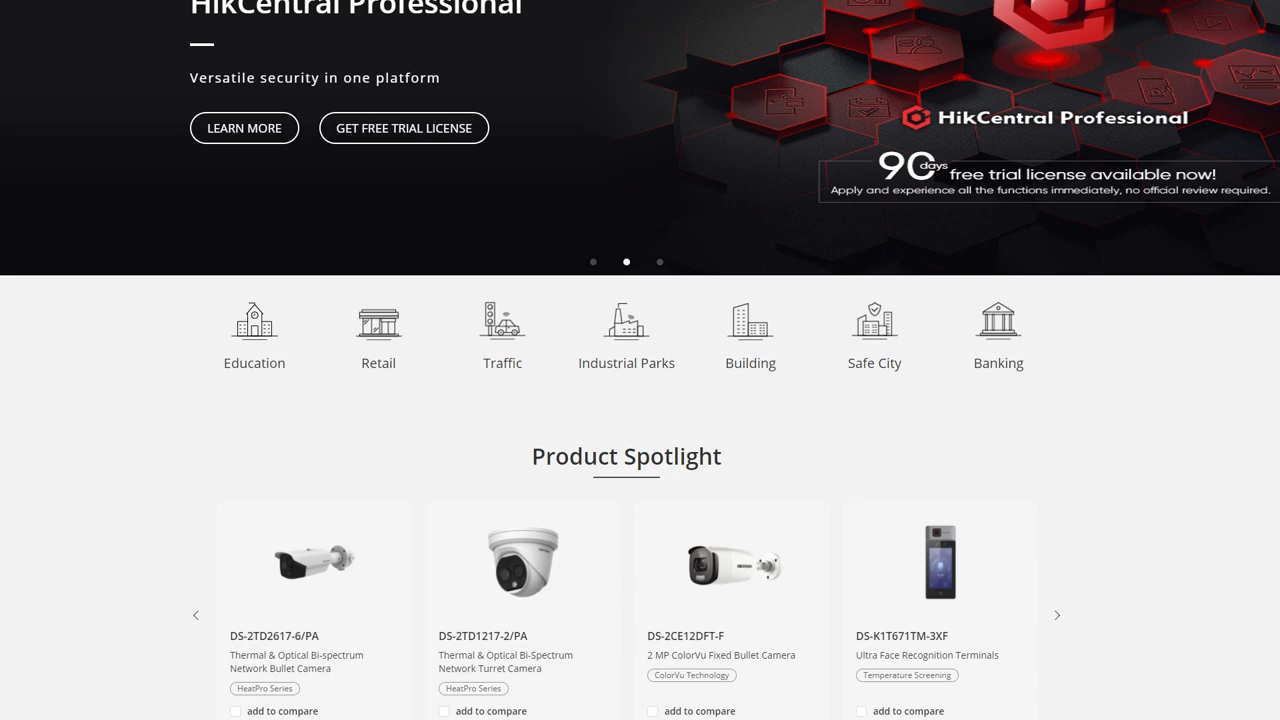 HikCentral Professional
Versatile security in one platform
LEARN MORE
GET FREE TRIAL LICENSE
HikCentral Professional
90 days free trial license available now!
Apply and experience all the functions immediately, no official review required.
Education
Retail
Traffic
Industrial Parks
Building
Safe City
Banking
Product Spotlight
DS-2TD2617-6/PA
Thermal & Optical Bi-spectrum
Network Bullet Camera
HeatPro Series
add to compare
DS-2TD1217-2/PA
Thermal & Optical Bi-Spectrum
Network Turret Camera
HeatPro Series
add to compare
HIKVISION
DS-2CE12DFT-F
2 MP ColorVu Fixed Bullet Camera
ColorVu Technology
add to compare
DS-K1T671TM-3XF
Ultra Face Recognition Terminals
Temperature Screening
add to compare